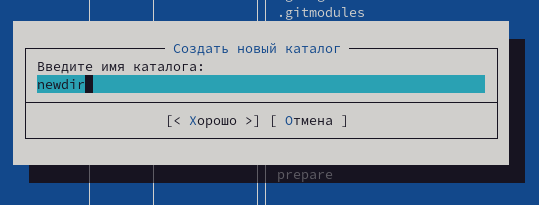 .gitmodules
Создать новый каталог
Введите имя каталога:
newdir
[< Хорошо >] [ Отмена ]
prepare